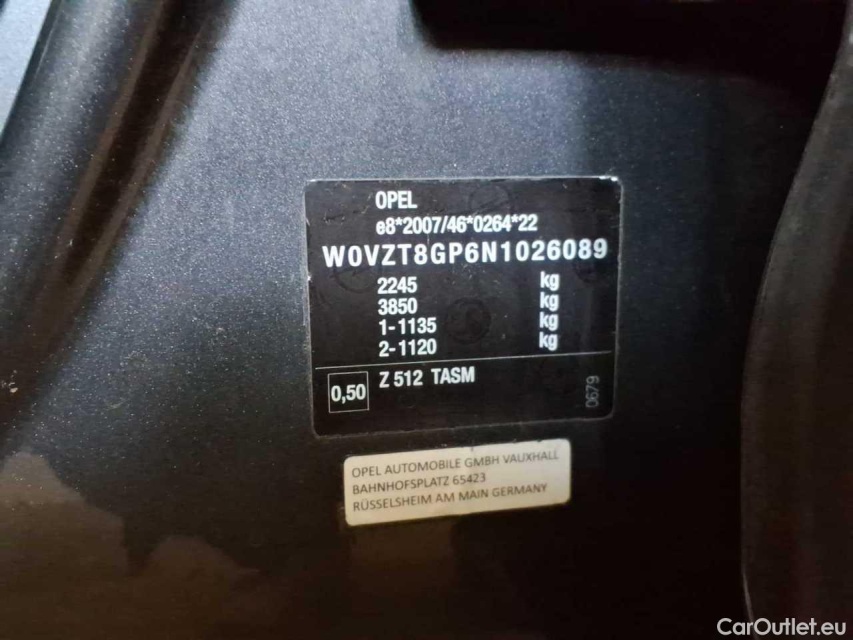 OPEL
e8*2007/46*0264*22
W0VZT8GP6N1026089
2245 kg
3850 kg
1-1135 kg
2-1120 kg
0,50 Z 512 TASM
0679
OPEL AUTOMOBILE GMBH VAUXHALL
BAHNHOFSPLATZ 65423
RÜSSELSHEIM AM MAIN GERMANY
CarOutlet.eu